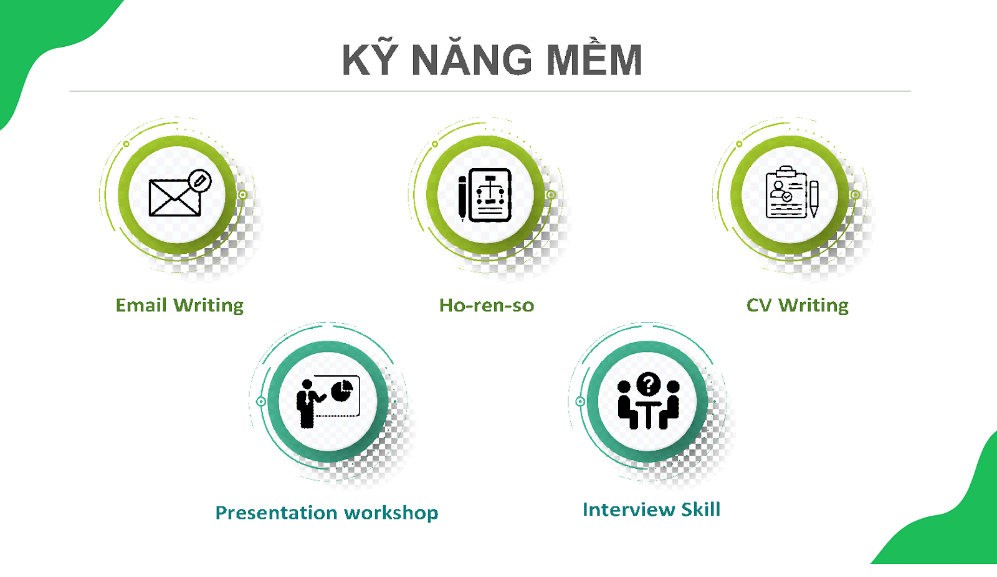 KỸ NĂNG MỀM
Email Writing
Ho-ren-so
CV Writing
Presentation workshop
Interview Skill